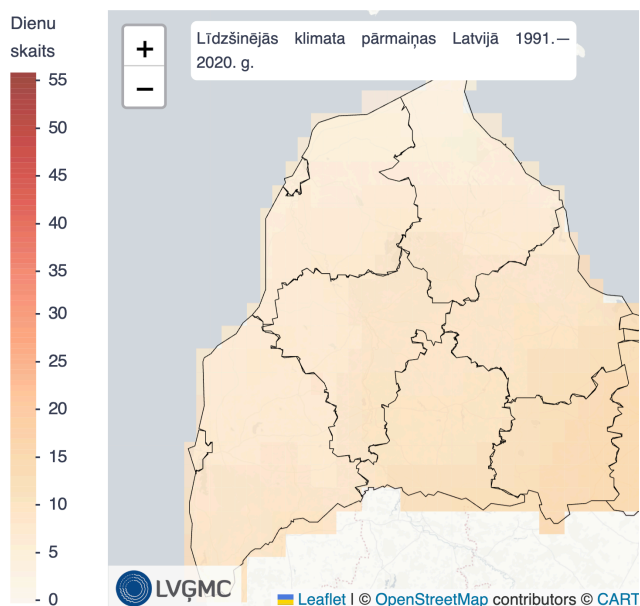 Dienu
skaits
55
50
45
40
35
30
25
20
15
10
5
0
+
−
Līdzšinējās klimata pārmaiņas Latvijā 1991.—
2020. g.
LVĢMC
Leaflet | © OpenStreetMap contributors © CART